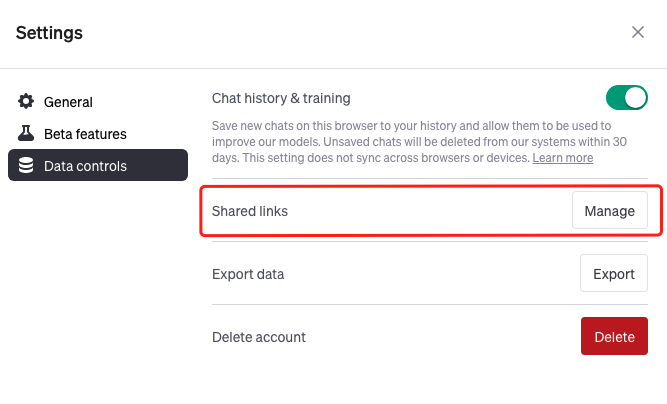 Settings
General
Beta features
Data controls
Chat history & training
Save new chats on this browser to your history and allow them to be used to
improve our models. Unsaved chats will be deleted from our systems within 30
days. This setting does not sync across browsers or devices. Learn more
Shared links
Manage
Export data
Export
Delete account
Delete